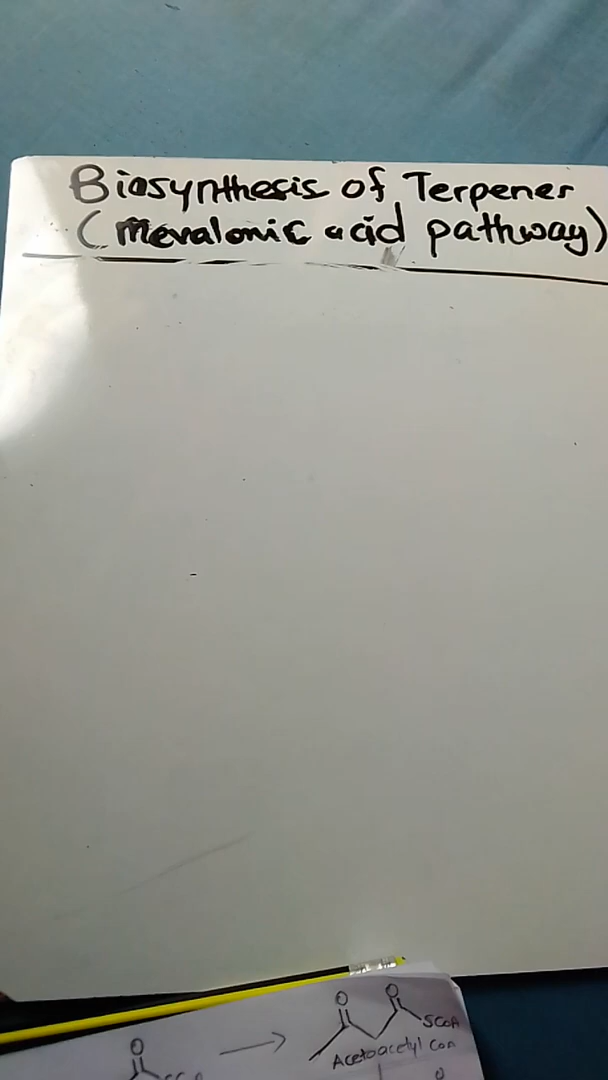 Biosynthesis of Terpenes
(Mevalonic acid pathway)
O O
SCoA
Acetoacetyl CoA
O
O